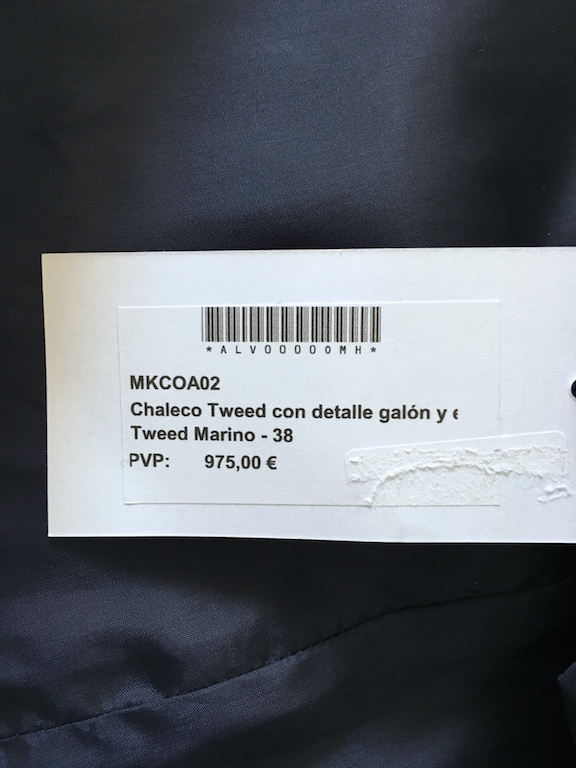 *ALV00000MH*
MKCOA02
Chaleco Tweed con detalle galón y
Tweed Marino - 38
PVP: 975,00 €